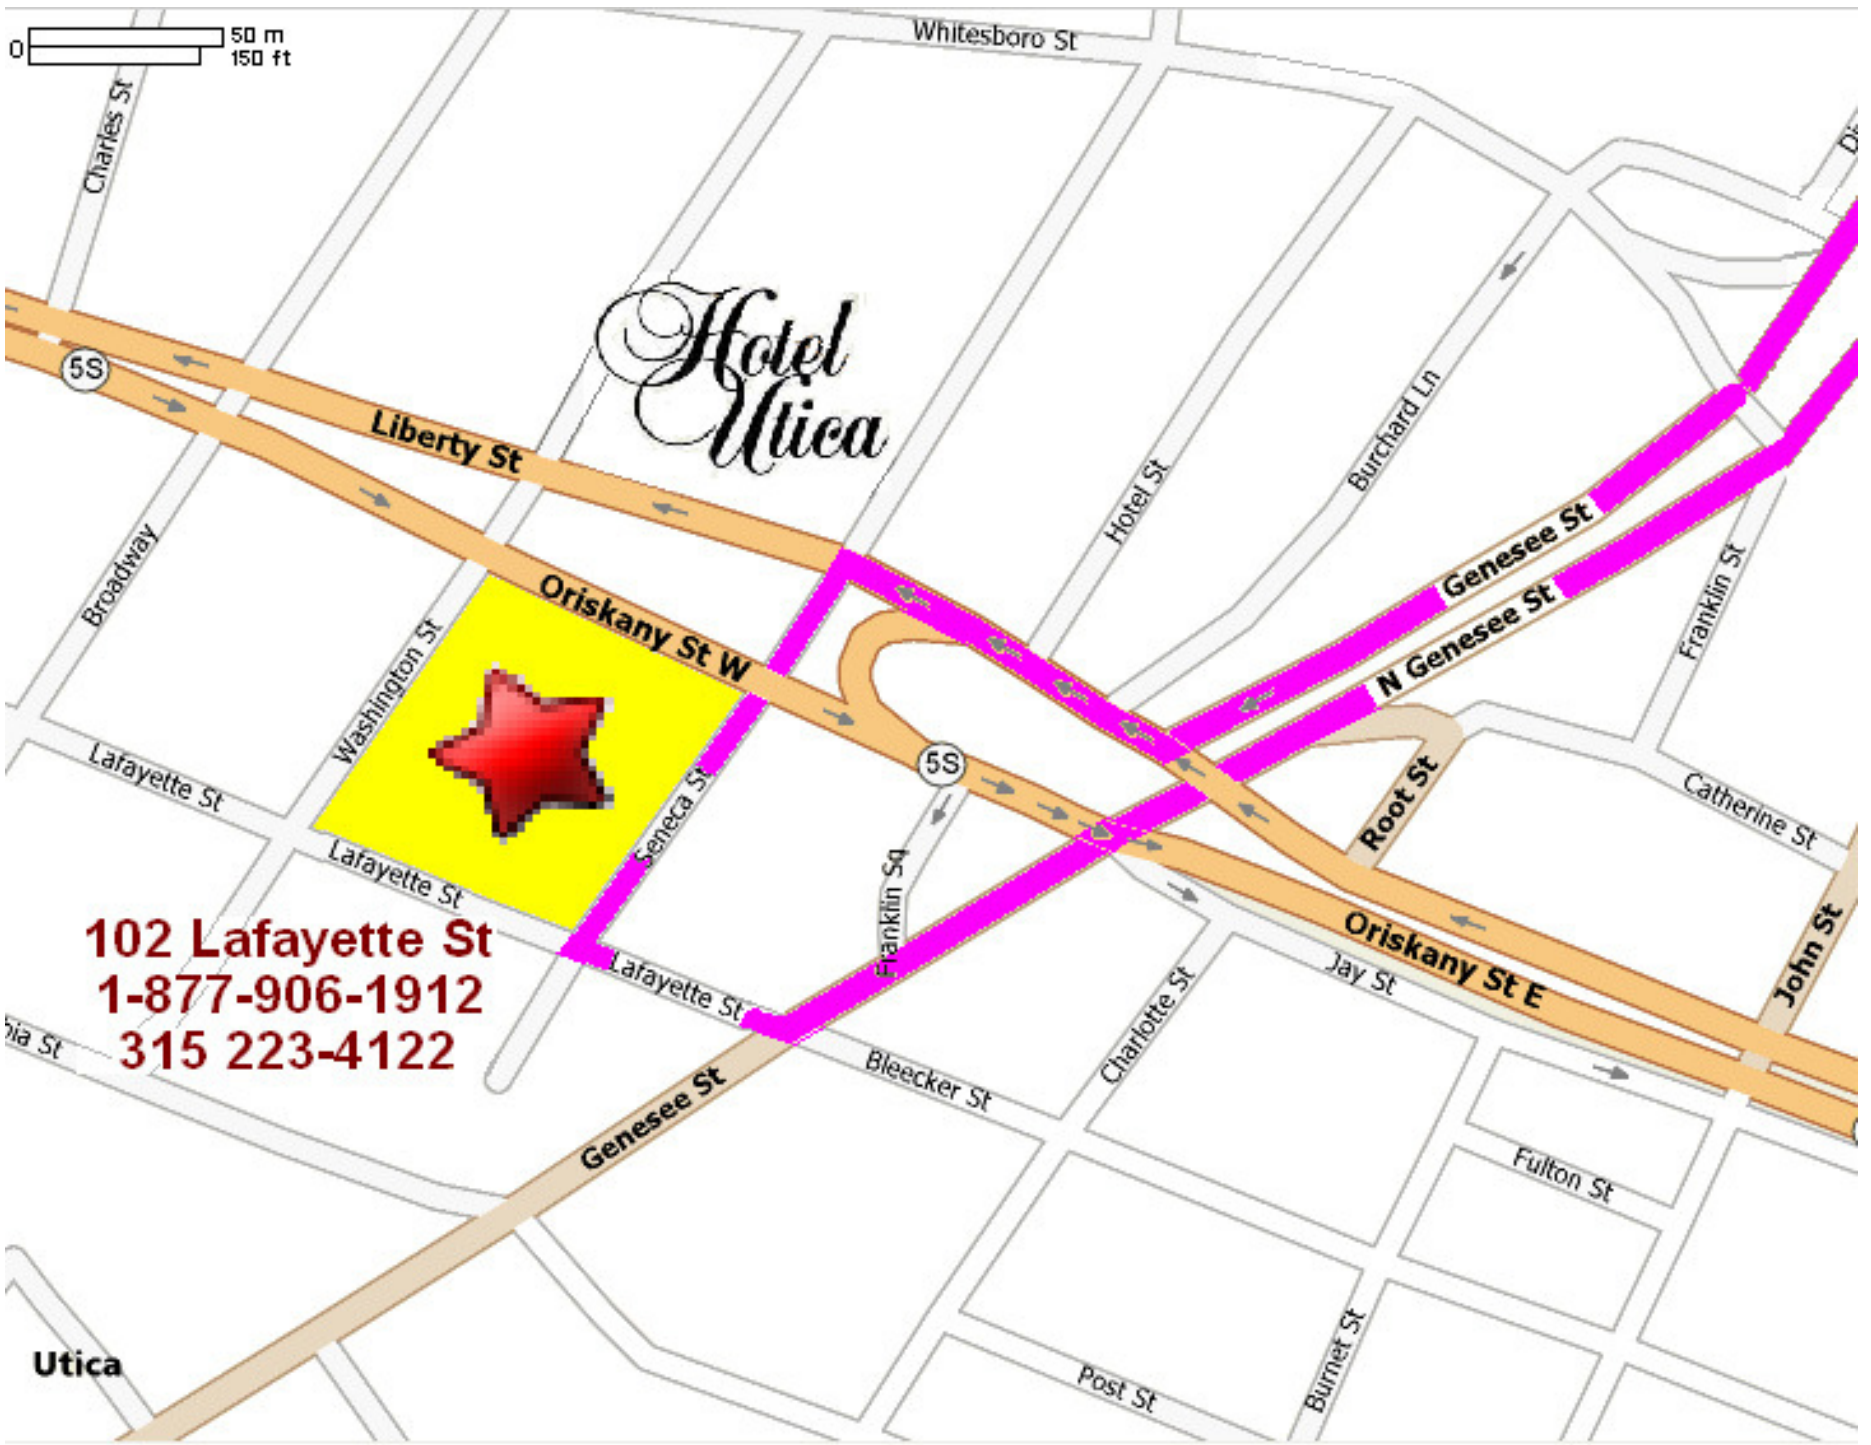 0
50 m
150 ft
Whitesboro St
Charles St
5S
Hotel
Utica
Liberty St
Burchard Ln
Hotel St
Genesee St
N Genesee St
Franklin St
Broadway
Washington St
Oriskany St W
5S
Root St
Catherine St
Lafayette St
Lafayette St
Seneca St
Franklin Sq
Lafayette St
102 Lafayette St
1-877-906-1912
315 223-4122
Oriskany St E
Jay St
John St
Charlotte St
Bleecker St
Genesee St
Fulton St
Burnet St
Post St
Utica